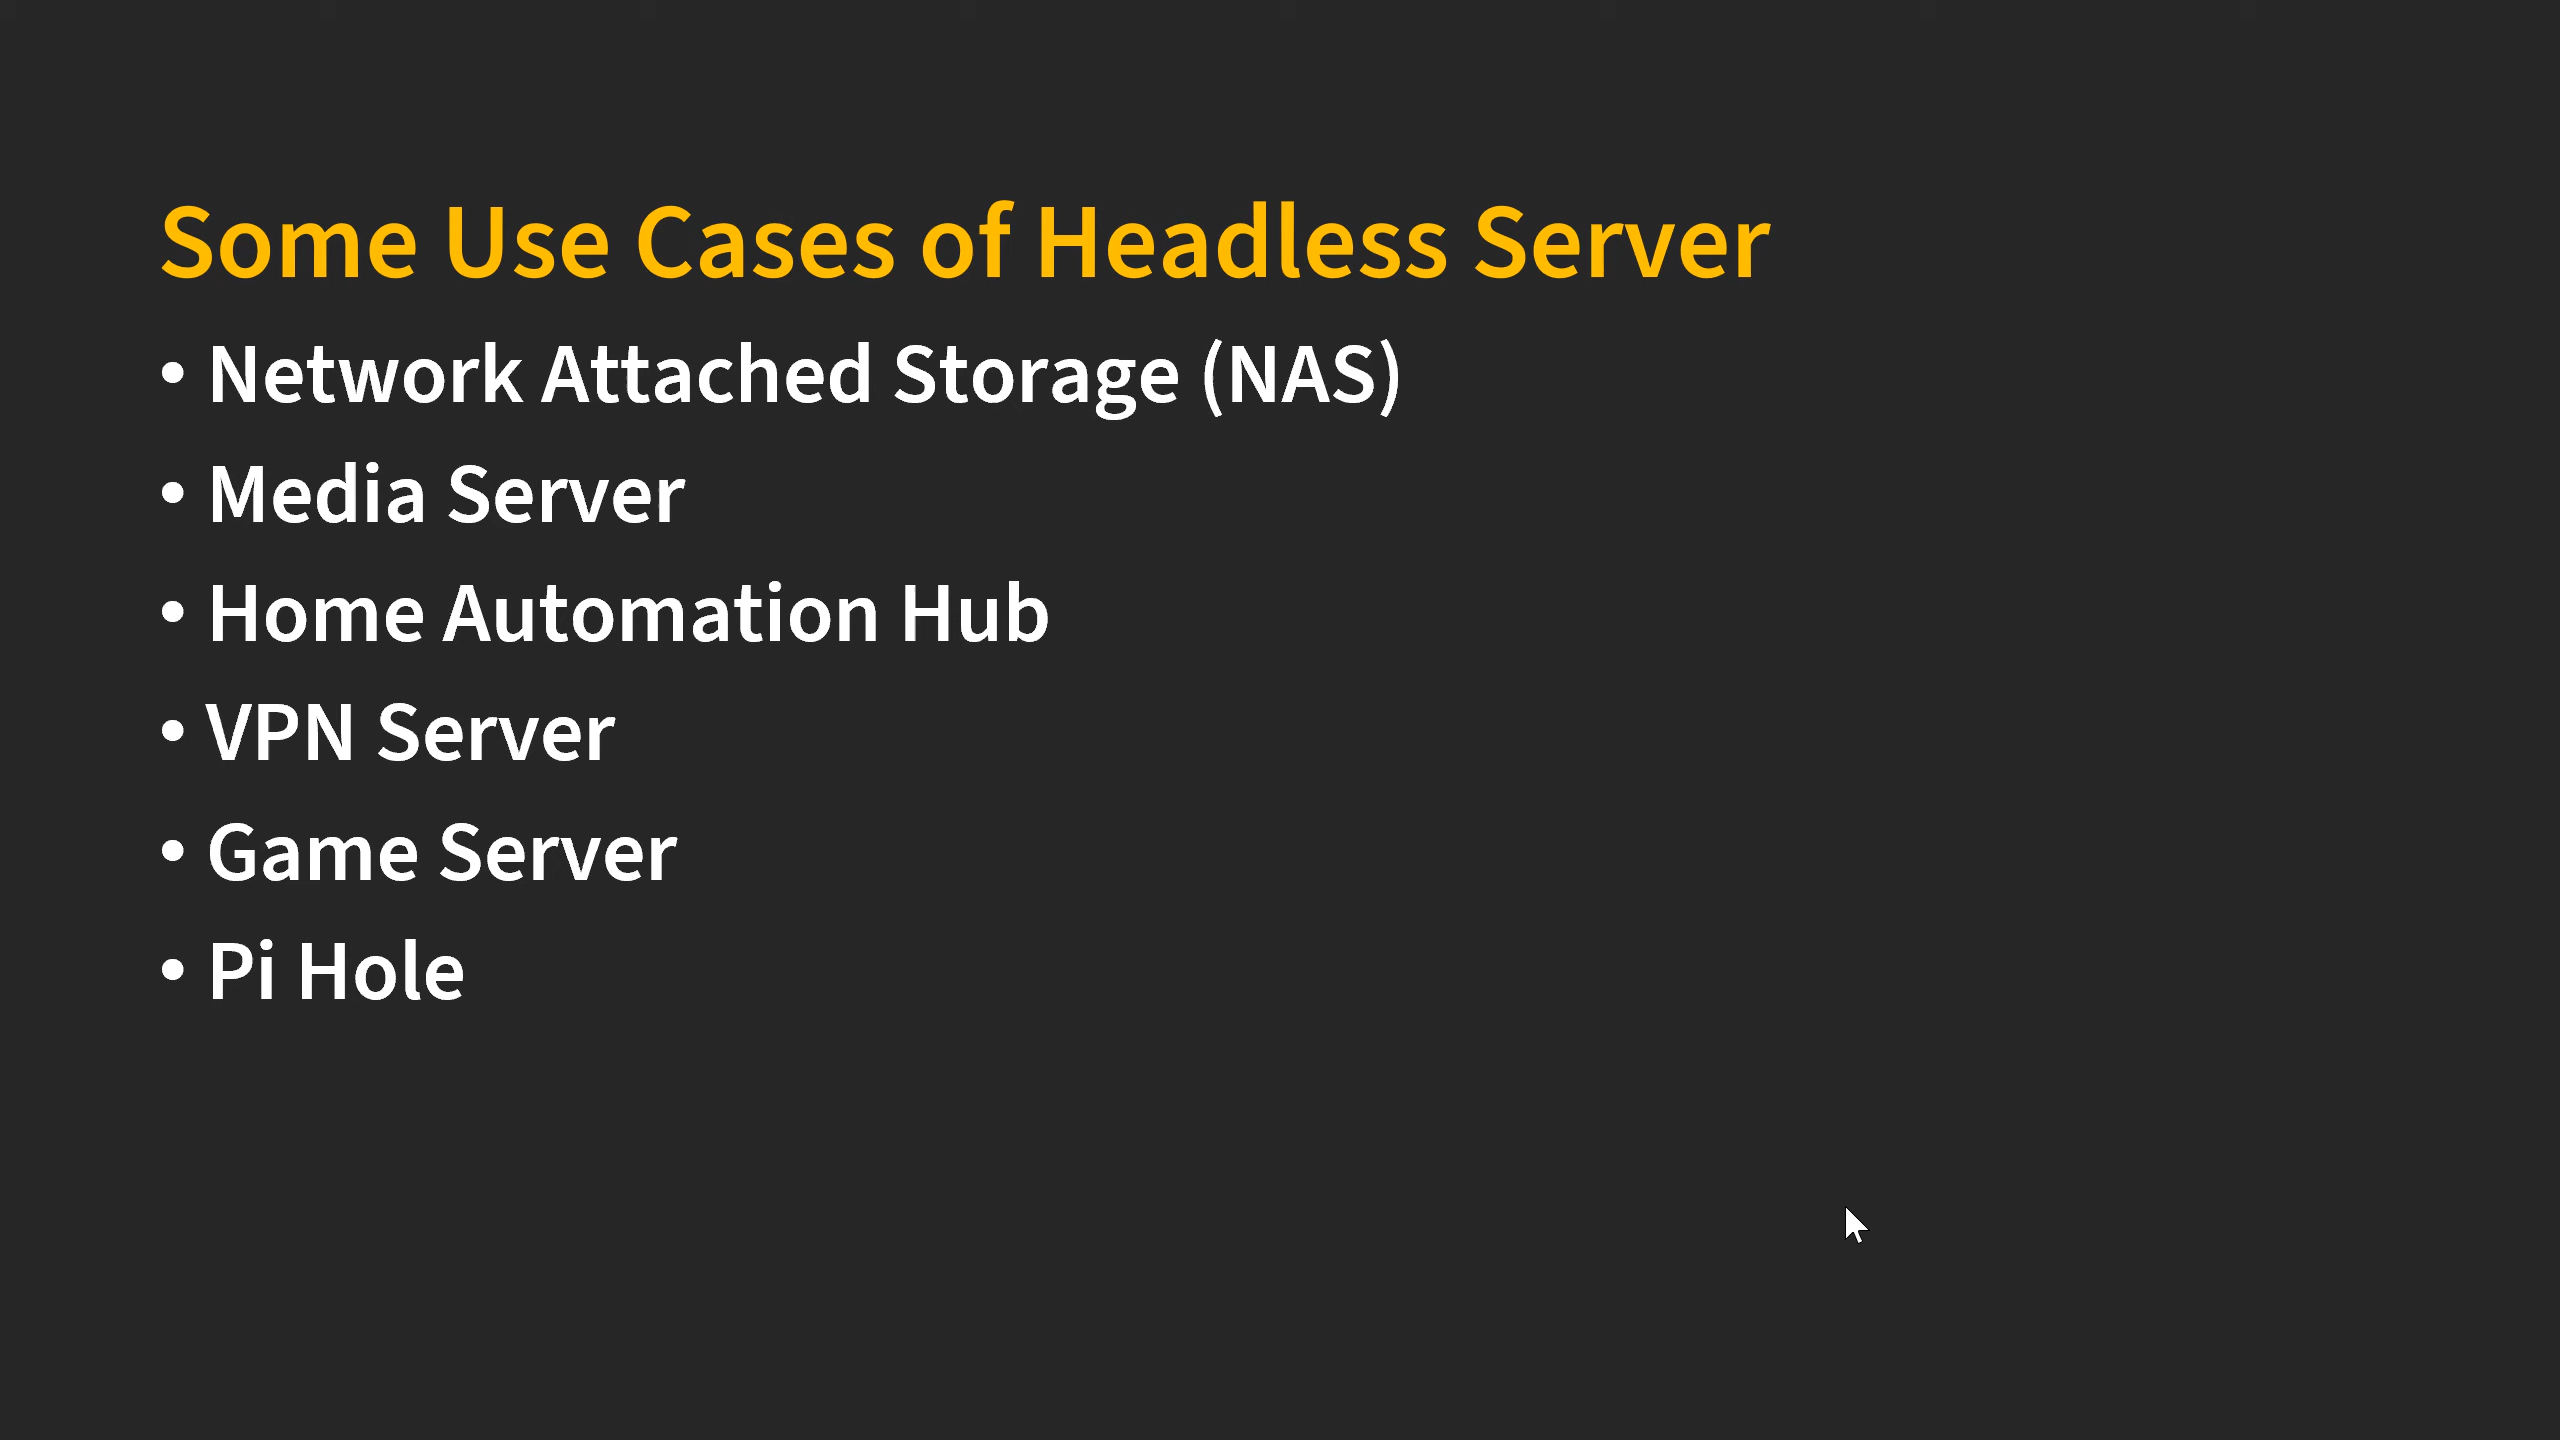 Some Use Cases of Headless Server
• Network Attached Storage (NAS)
• Media Server
• Home Automation Hub
• VPN Server
• Game Server
• Pi Hole